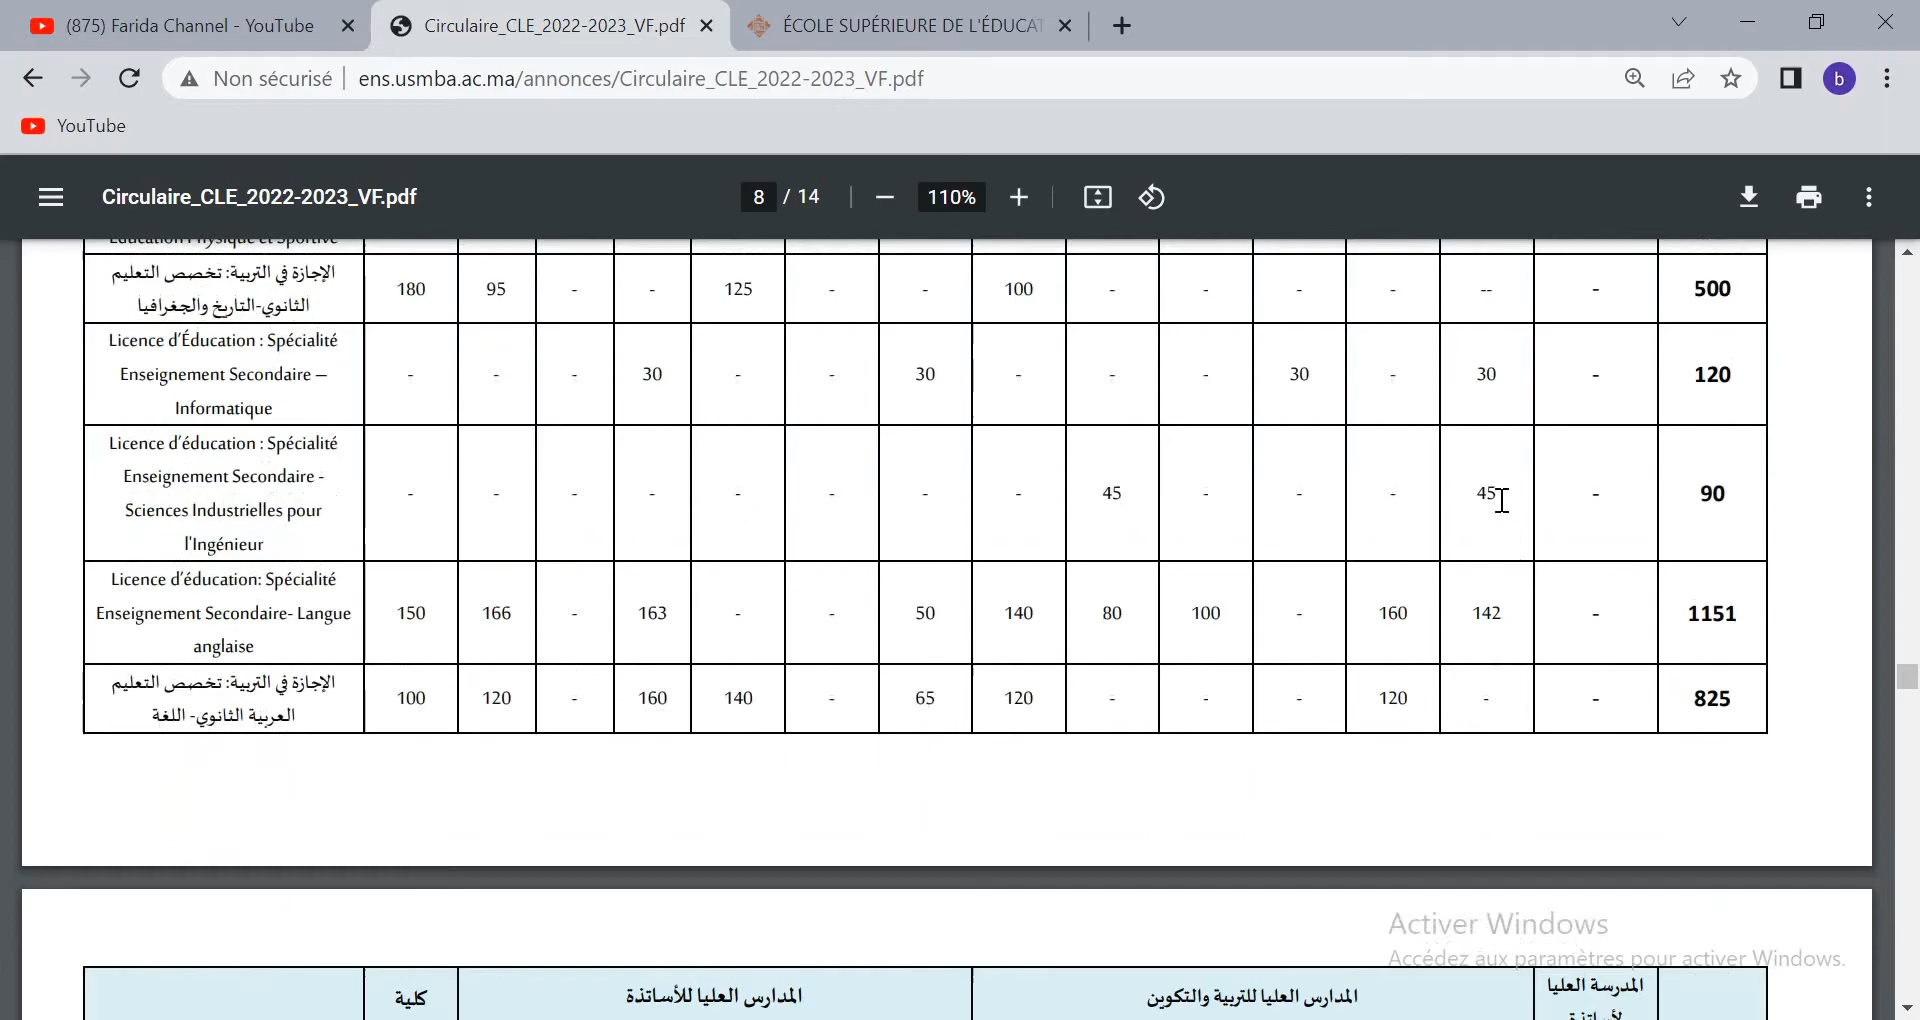 (875) Farida Channel - YouTube
Circulaire_CLE_2022-2023_VF.pdf
ÉCOLE SUPÉRIEURE DE L'ÉDUCAT
Non sécurisé
ens.usmba.ac.ma/annonces/Circulaire_CLE_2022-2023_VF.pdf
b
YouTube
Circulaire_CLE_2022-2023_VF.pdf
8 / 14
110%
Education Physique et Sportive
الإجازة في التربية: تخصص التعليم
الثانوي-التاريخ والجغرافيا
180 95 - - 125 - - 100 - - - - -- - 500
Licence d’Éducation : Spécialité
Enseignement Secondaire –
Informatique
- - - 30 - - 30 - - - 30 - 30 - 120
Licence d’éducation : Spécialité
Enseignement Secondaire -
Sciences Industrielles pour
l'Ingénieur
- - - - - - - - 45 - - - 45 - 90
Licence d’éducation: Spécialité
Enseignement Secondaire- Langue
anglaise
150 166 - 163 - - 50 140 80 100 - 160 142 - 1151
الإجازة في التربية: تخصص التعليم
العربية الثانوي- اللغة
100 120 - 160 140 - 65 120 - - - 120 - - 825
Activer Windows
Accédez aux paramètres pour activer Windows.
كلية
المدارس العليا للأساتذة
المدارس العليا للتربية والتكوين
المدرسة العليا